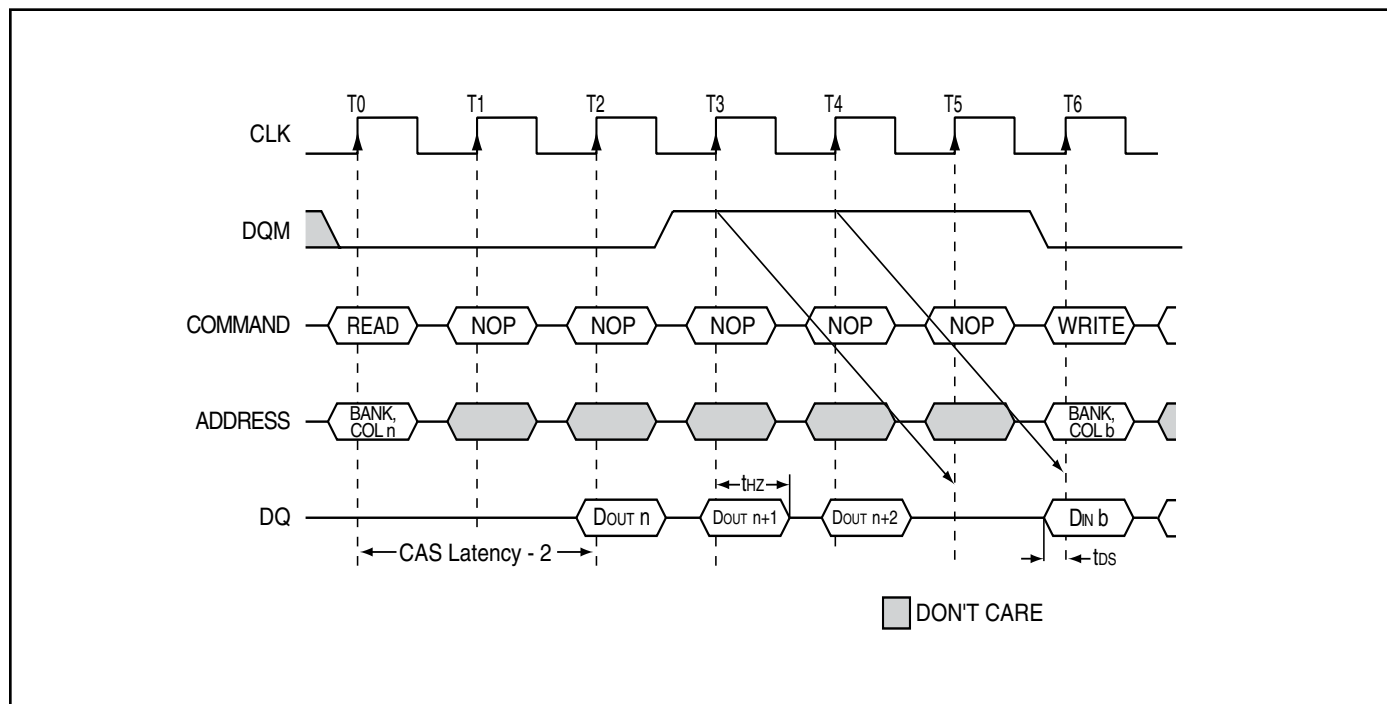 T0 T1 T2 T3 T4 T5 T6
CLK
DQM
COMMAND READ NOP NOP NOP NOP NOP WRITE
ADDRESS BANK, COL n BANK, COL b
tHZ
DQ DOUT n DOUT n+1 DOUT n+2 DIN b
CAS Latency - 2 tDS
DON'T CARE